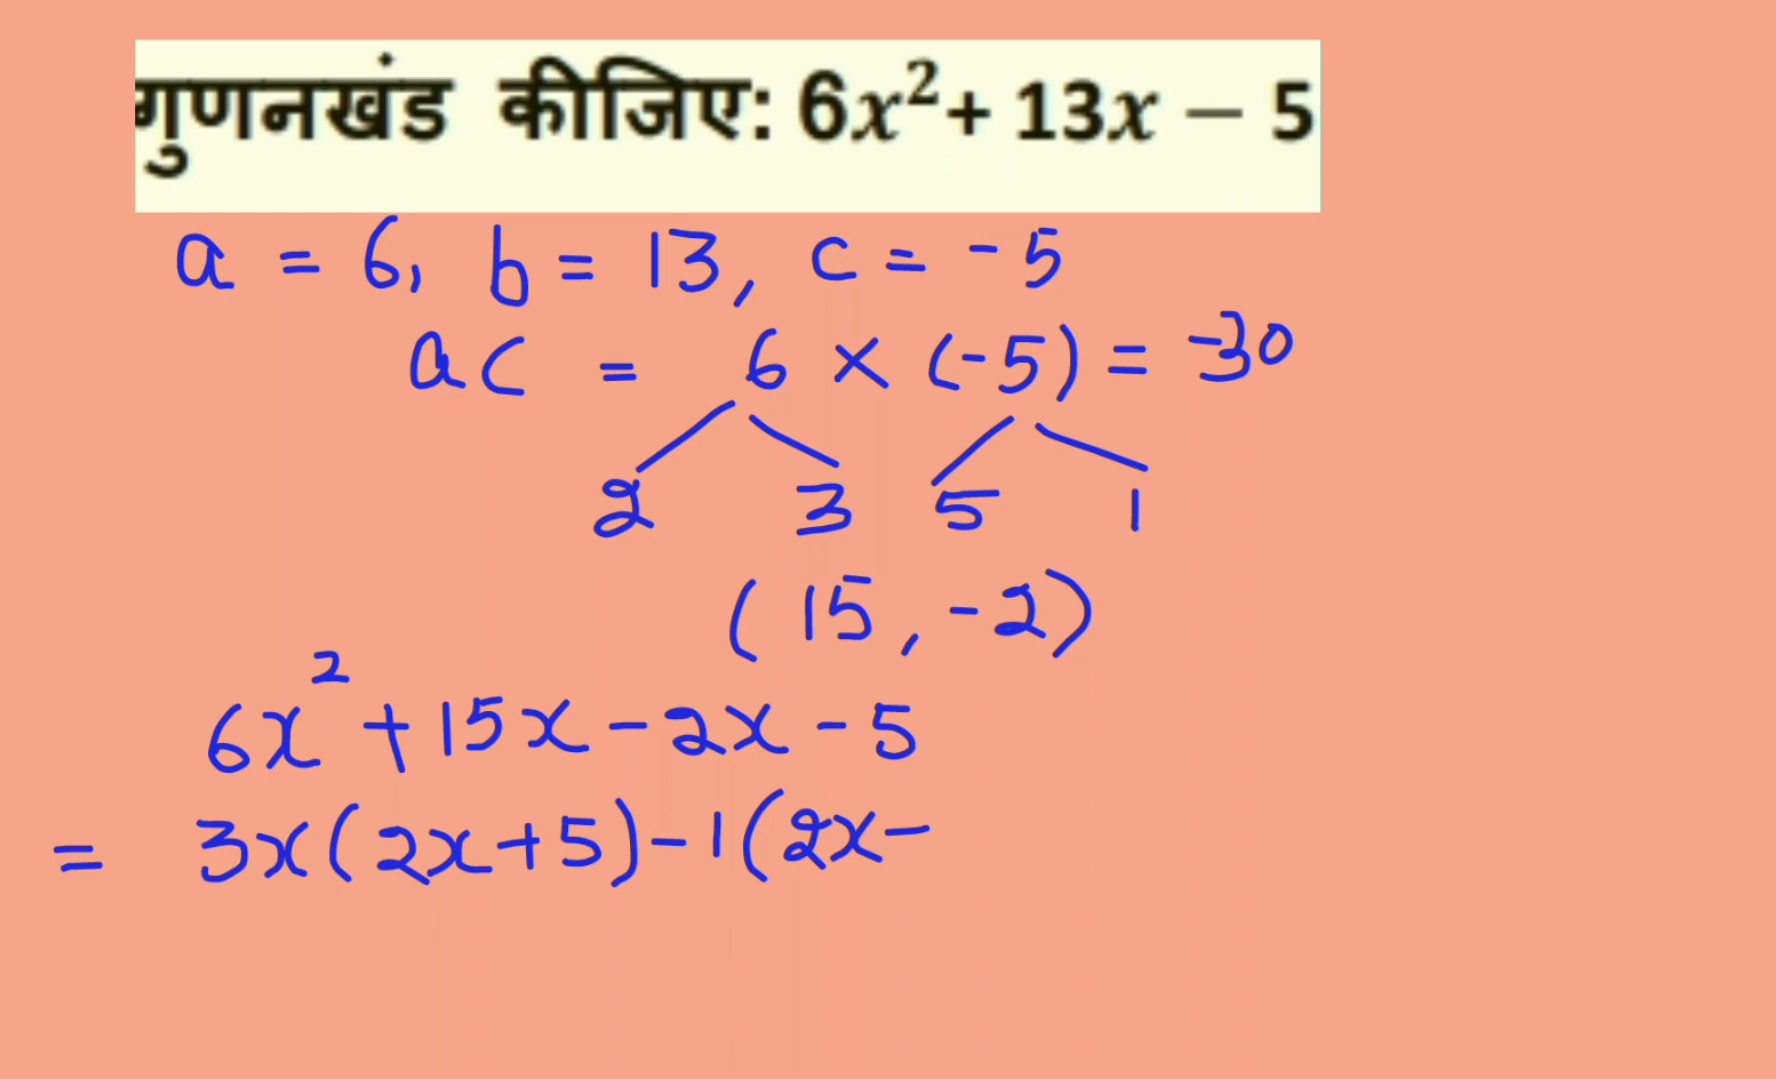 गुणनखंड कीजिए: 6x²+ 13x − 5
a = 6, b = 13, c = -5
ac = 6 × (-5) = -30
2 3 5 1
(15, -2)
6x² + 15x - 2x - 5
= 3x(2x+5)-1(2x-